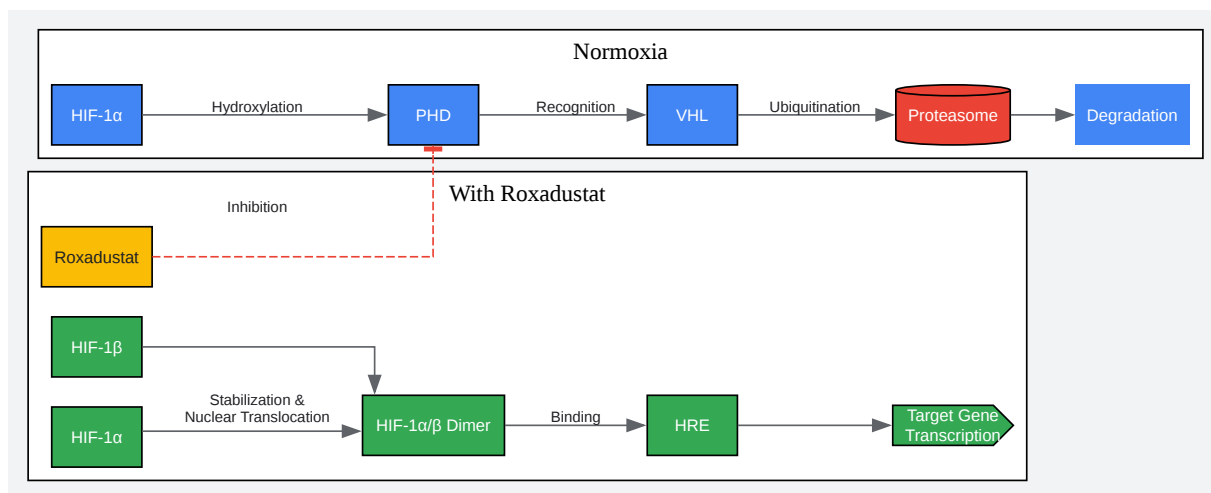 Normoxia
HIF-1α
Hydroxylation
PHD
Recognition
VHL
Ubiquitination
Proteasome
Degradation
With Roxadustat
Inhibition
Roxadustat
HIF-1β
HIF-1α
Stabilization &
Nuclear Translocation
HIF-1α/β Dimer
Binding
HRE
Target Gene
Transcription